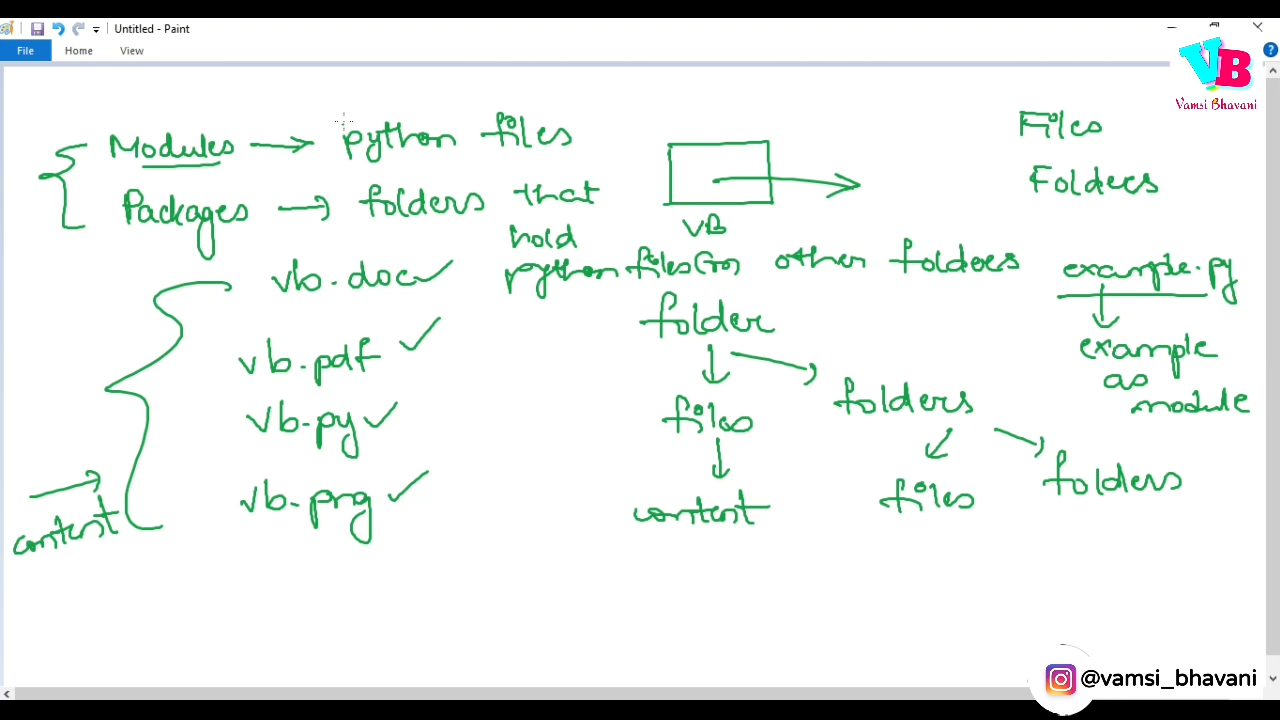 Untitled - Paint
File Home View
VB
Vamsi Bhavani
Modules → python files
Packages → folders that
hold
python files (or) other folders
VB
Files
Folders
vb.doc ✓
vb.pdf ✓
vb.py ✓
vb.png ✓
content
folder
files
content
folders
files
folders
example.py
example
as
module
@vamsi_bhavani